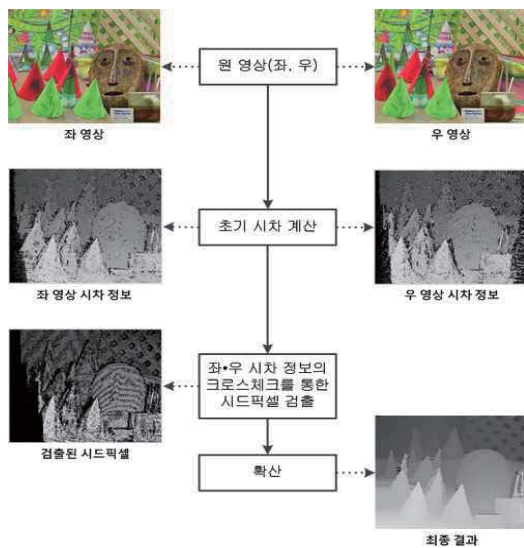 원 영상(좌, 우)
좌 영상
우 영상
초기 시차 계산
좌 영상 시차 정보
우 영상 시차 정보
좌•우 시차 정보의
크로스체크를 통한
시드픽셀 검출
검출된 시드픽셀
확산
최종 결과